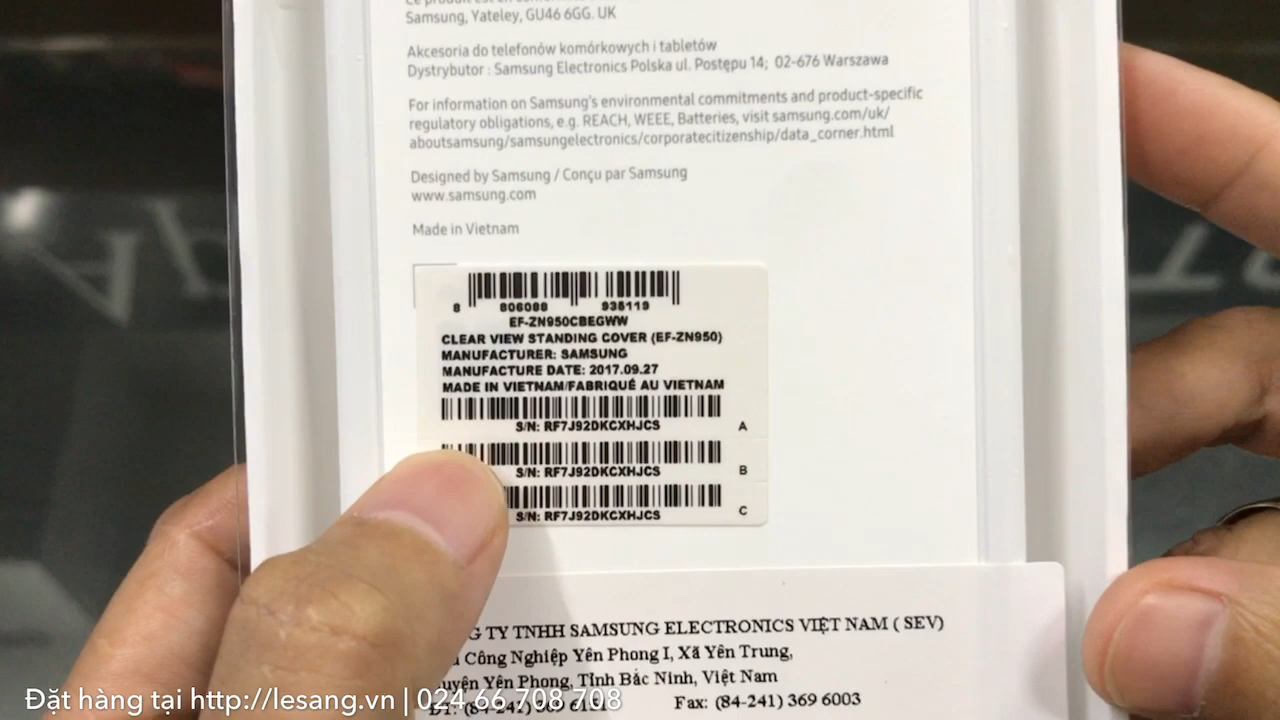 Samsung, Yateley, GU46 6GG. UK
Akcesoria do telefonów komórkowych i tabletów
Dystrybutor : Samsung Electronics Polska ul. Postępu 14; 02-676 Warszawa
For information on Samsung's environmental commitments and product-specific
regulatory obligations, e.g. REACH, WEEE, Batteries, visit samsung.com/uk/
aboutsamsung/samsungelectronics/corporatecitizenship/data_corner.html
Designed by Samsung / Conçu par Samsung
www.samsung.com
Made in Vietnam
8 806088 935119
EF-ZN950CBEGWW
CLEAR VIEW STANDING COVER (EF-ZN950)
MANUFACTURER: SAMSUNG
MANUFACTURE DATE: 2017.09.27
MADE IN VIETNAM/FABRIQUÉ AU VIETNAM
S/N: RF7J92DKCXHJCS A
S/N: RF7J92DKCXHJCS B
S/N: RF7J92DKCXHJCS C
TY TNHH SAMSUNG ELECTRONICS VIỆT NAM ( SEV)
Công Nghiệp Yên Phong I, Xã Yên Trung,
Yên Phong, Tỉnh Bắc Ninh, Việt Nam
Fax: (84-241) 369 6003
Đặt hàng tại http://lesang.vn | 024 66 708 708